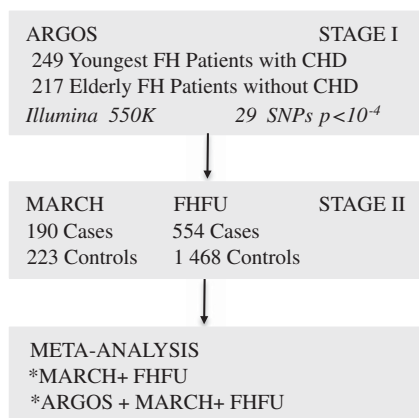 ARGOS STAGE I
249 Youngest FH Patients with CHD
217 Elderly FH Patients without CHD
Illumina 550K 29 SNPs p<10-4
MARCH FHFU STAGE II
190 Cases 554 Cases
223 Controls 1 468 Controls
META-ANALYSIS
*MARCH+ FHFU
*ARGOS + MARCH+ FHFU